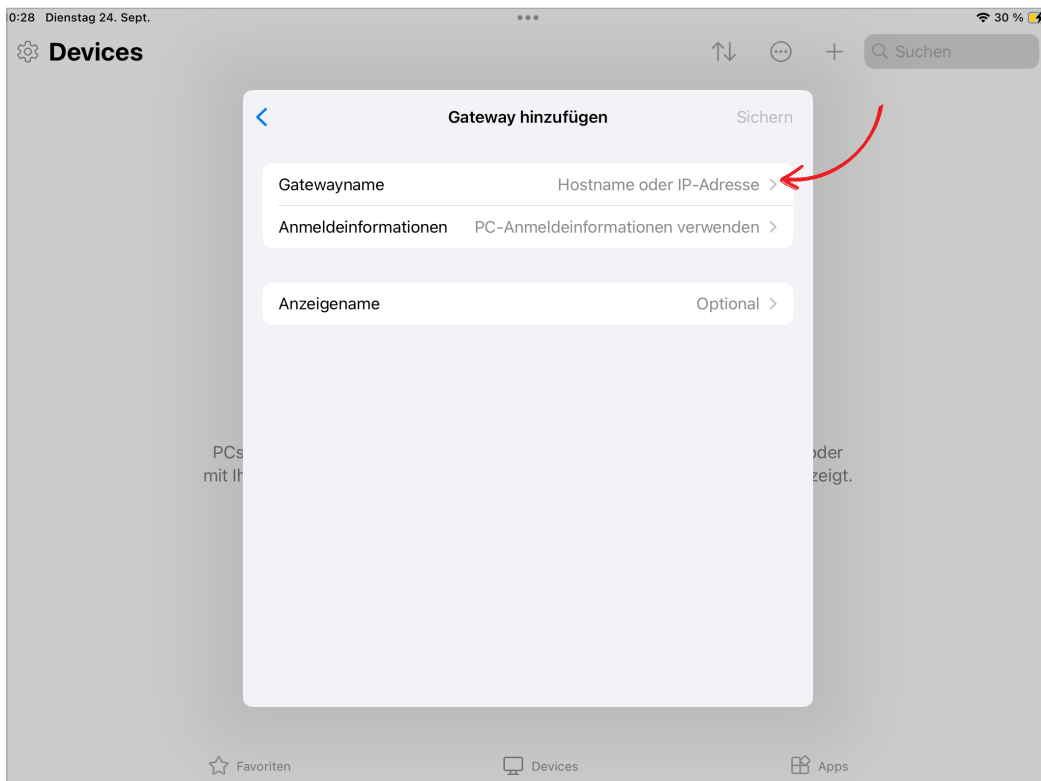 0:28 Dienstag 24. Sept.
30 %
Devices
Suchen
Gateway hinzufügen
Sichern
Gatewayname
Hostname oder IP-Adresse
Anmeldeinformationen
PC-Anmeldeinformationen verwenden
Anzeigename
Optional
PCs
oder
mit
zeigt.
Favoriten
Devices
Apps